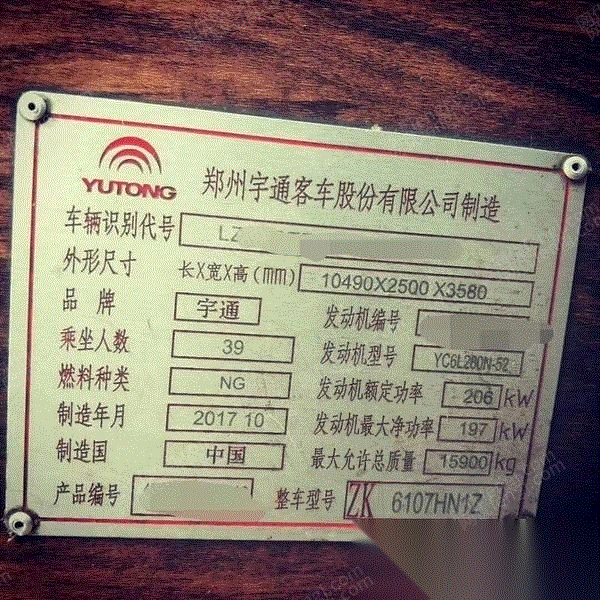 YUTONG
郑州宇通客车股份有限公司制造
车辆识别代号 LZ
外形尺寸 长X宽X高(mm) 10490X2500X3580
品牌 宇通 发动机编号
乘坐人数 39 发动机型号 YC6L280N-52
燃料种类 NG 发动机额定功率 206 kW
制造年月 2017 10 发动机最大净功率 197 kW
制造国 中国 最大允许总质量 15900 kg
产品编号 整车型号 ZK 6107HN1Z